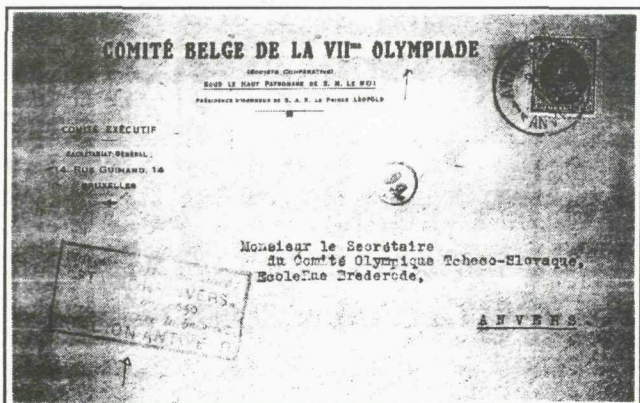 COMITÉ BELGE DE LA VIIme OLYMPIADE
(SOCIÉTÉ COOPÉRATIVE)
SOUS LE HAUT PATRONAGE DE S. M. LE ROI
PRÉSIDENCE D'HONNEUR DE S. A. R. LE PRINCE LÉOPOLD
COMITÉ EXÉCUTIF
SECRÉTARIAT GÉNÉRAL:
14, RUE GUIMARD, 14
BRUXELLES
Monsieur le Secrétaire
du Comité Olympique Tcheco-Slovaque,
EcoleRue Brederode,
ANVERS.